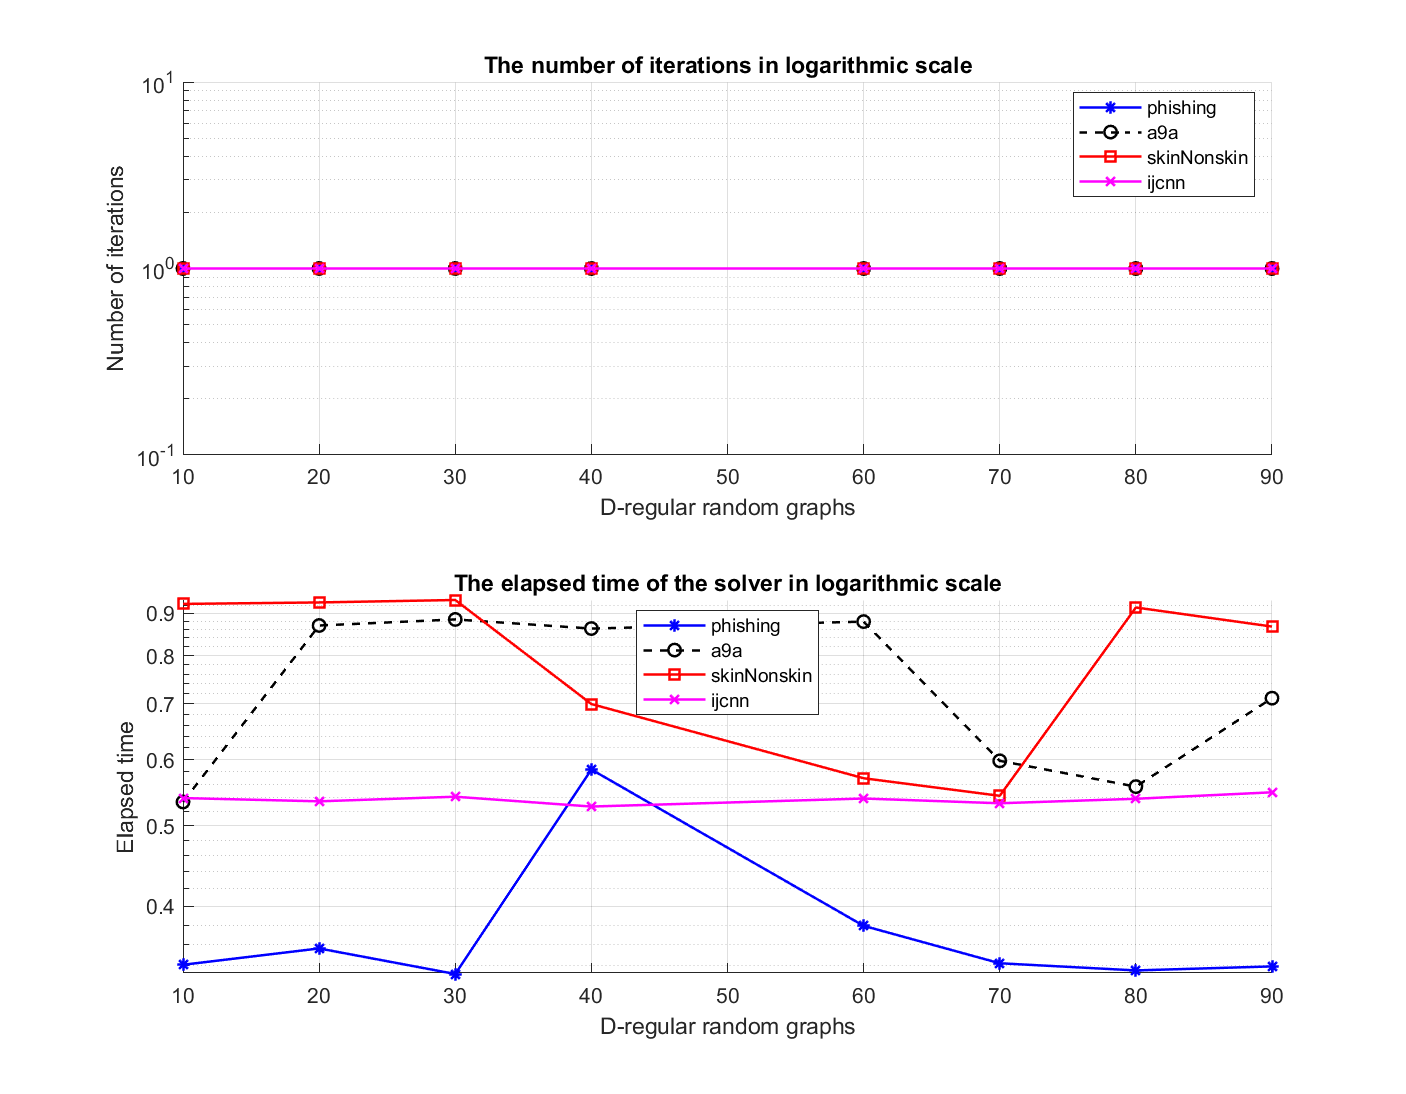 The number of iterations in logarithmic scale
10^1
10^0
10^-1
Number of iterations
phishing
a9a
skinNonskin
ijcnn
10 20 30 40 50 60 70 80 90
D-regular random graphs
The elapsed time of the solver in logarithmic scale
0.9
0.8
0.7
0.6
0.5
0.4
Elapsed time
phishing
a9a
skinNonskin
ijcnn
10 20 30 40 50 60 70 80 90
D-regular random graphs